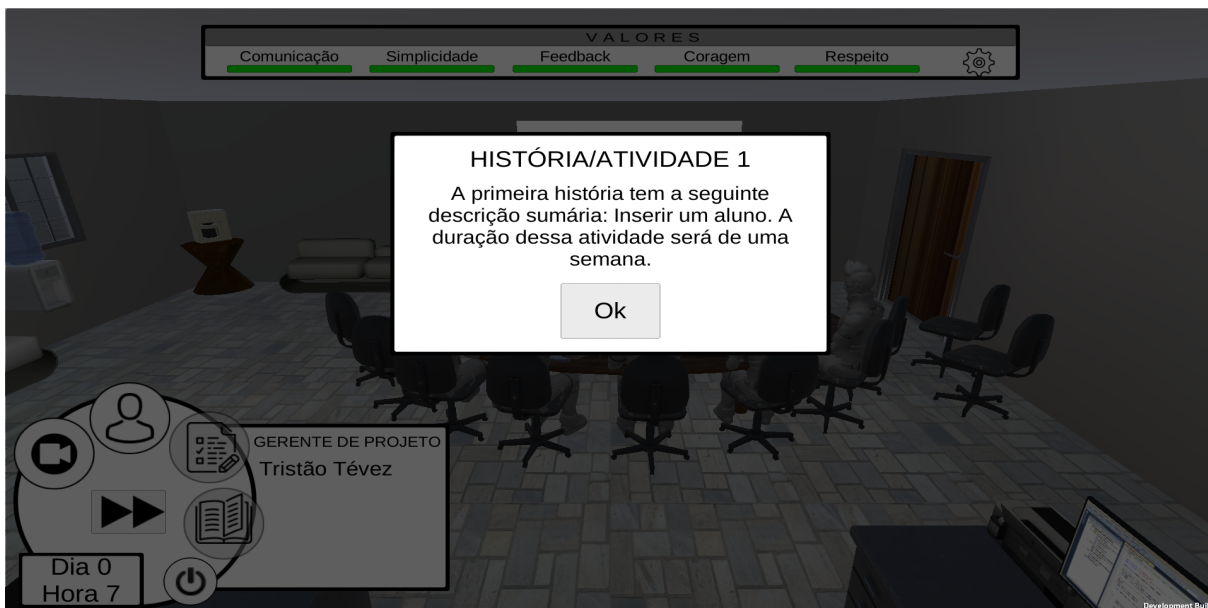 VALORES
Comunicação Simplicidade Feedback Coragem Respeito
HISTÓRIA/ATIVIDADE 1
A primeira história tem a seguinte
descrição sumária: Inserir um aluno. A
duração dessa atividade será de uma
semana.
Ok
GERENTE DE PROJETO
Tristão Tévez
Dia 0
Hora 7
Development Buil